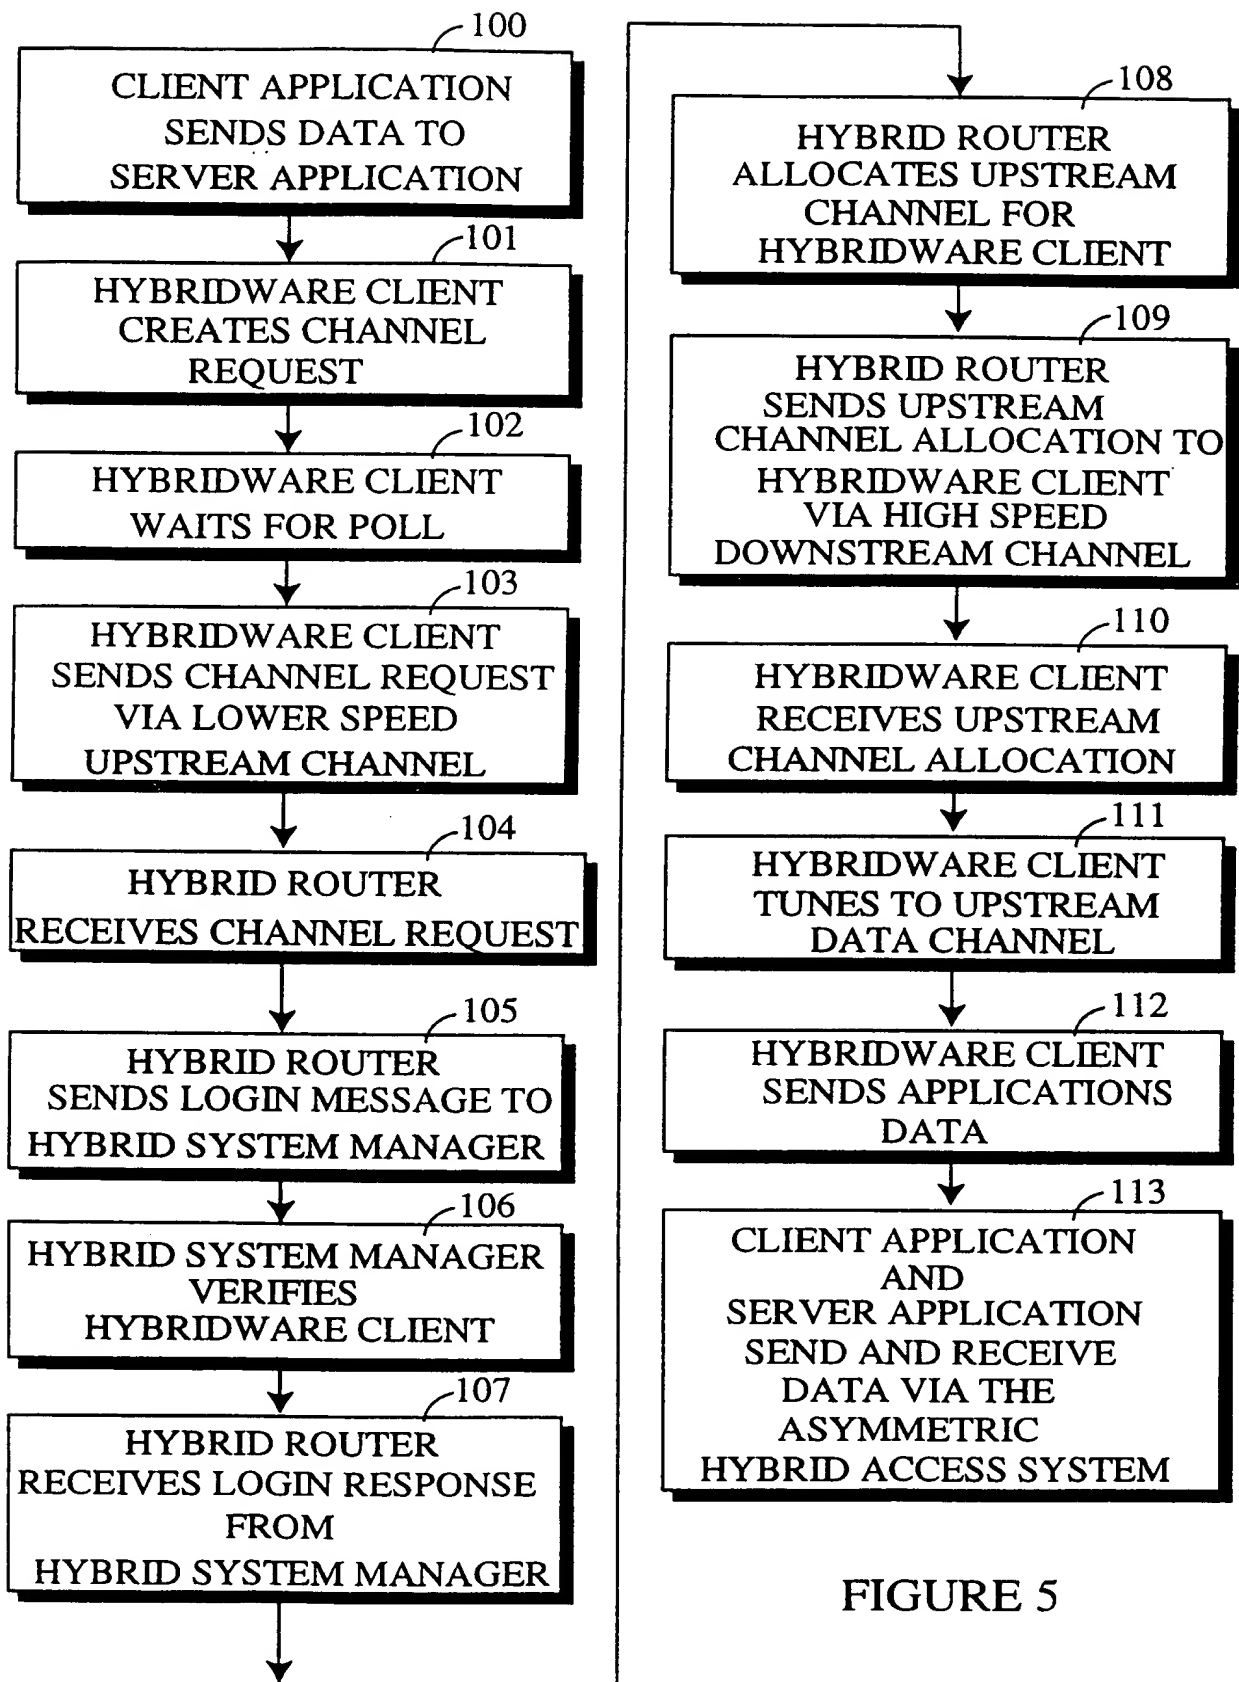 100
CLIENT APPLICATION
SENDS DATA TO
SERVER APPLICATION
101
HYBRIDWARE CLIENT
CREATES CHANNEL
REQUEST
102
HYBRIDWARE CLIENT
WAITS FOR POLL
103
HYBRIDWARE CLIENT
SENDS CHANNEL REQUEST
VIA LOWER SPEED
UPSTREAM CHANNEL
104
HYBRID ROUTER
RECEIVES CHANNEL REQUEST
105
HYBRID ROUTER
SENDS LOGIN MESSAGE TO
HYBRID SYSTEM MANAGER
106
HYBRID SYSTEM MANAGER
VERIFIES
HYBRIDWARE CLIENT
107
HYBRID ROUTER
RECEIVES LOGIN RESPONSE
FROM
HYBRID SYSTEM MANAGER
108
HYBRID ROUTER
ALLOCATES UPSTREAM
CHANNEL FOR
HYBRIDWARE CLIENT
109
HYBRID ROUTER
SENDS UPSTREAM
CHANNEL ALLOCATION TO
HYBRIDWARE CLIENT
VIA HIGH SPEED
DOWNSTREAM CHANNEL
110
HYBRIDWARE CLIENT
RECEIVES UPSTREAM
CHANNEL ALLOCATION
111
HYBRIDWARE CLIENT
TUNES TO UPSTREAM
DATA CHANNEL
112
HYBRIDWARE CLIENT
SENDS APPLICATIONS
DATA
113
CLIENT APPLICATION
AND
SERVER APPLICATION
SEND AND RECEIVE
DATA VIA THE
ASYMMETRIC
HYBRID ACCESS SYSTEM
FIGURE 5